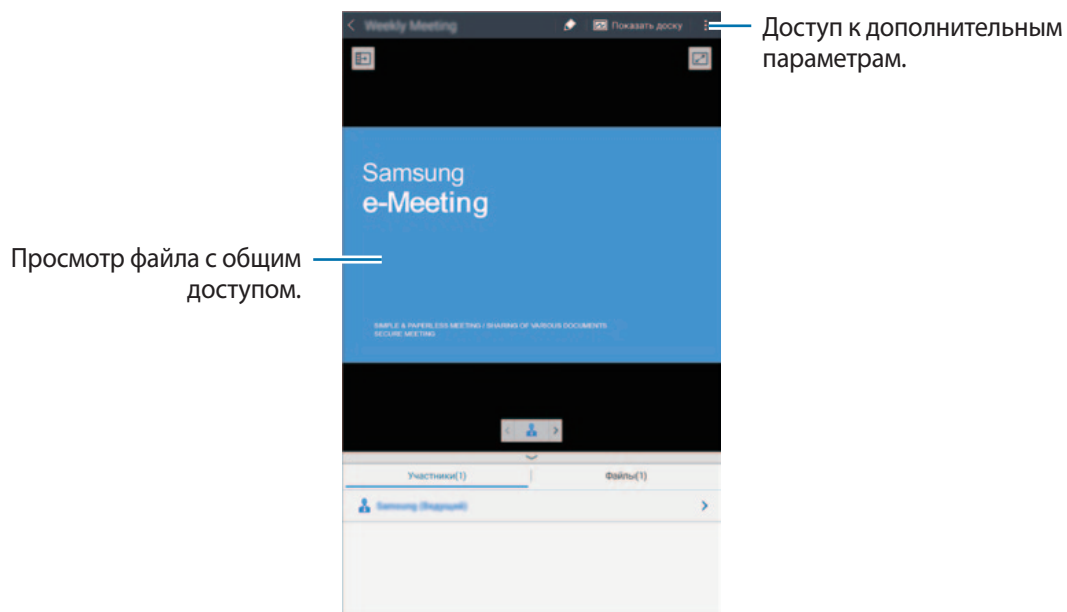 Weekly Meeting
Показать доску
Доступ к дополнительным
параметрам.
Samsung
e-Meeting
Просмотр файла с общим
доступом.
SIMPLE & PAPERLESS MEETING / SHARING OF VARIOUS DOCUMENTS
SECURE MEETING
Участники(1)
Файлы(1)
Samsung (Ведущий)